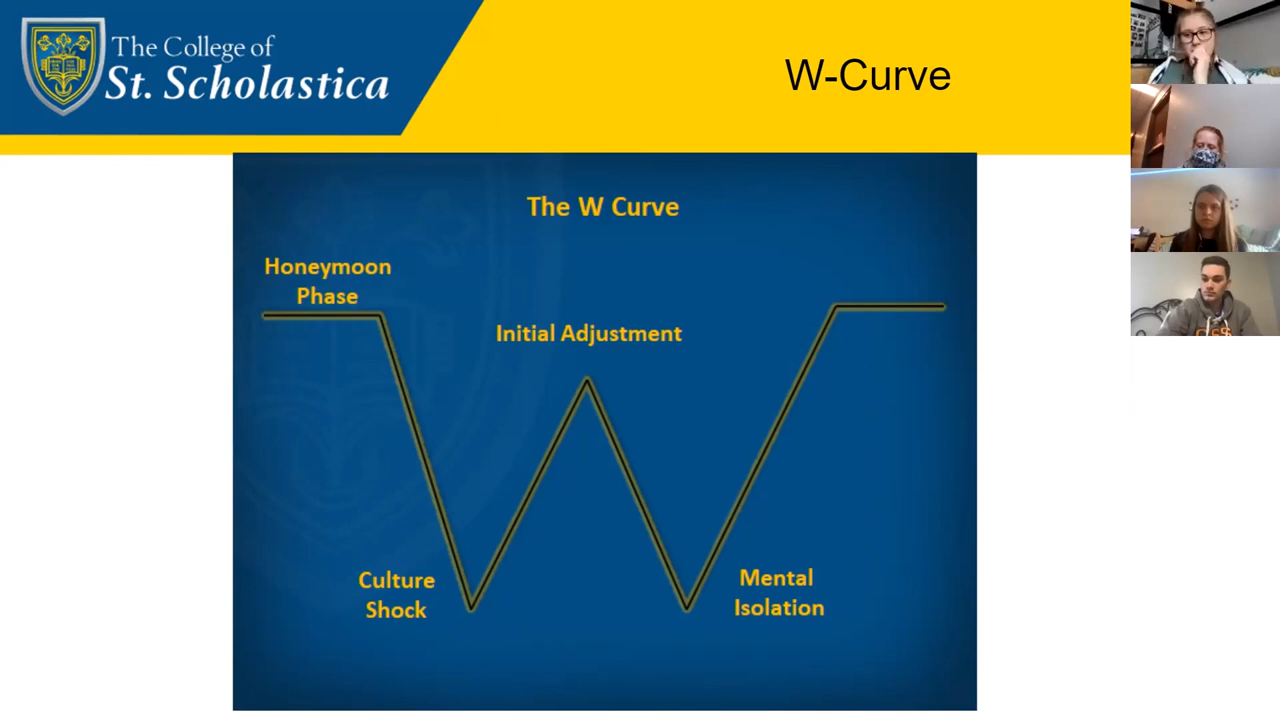 The College of
St. Scholastica
W-Curve
The W Curve
Honeymoon
Phase
Initial Adjustment
Culture
Shock
Mental
Isolation